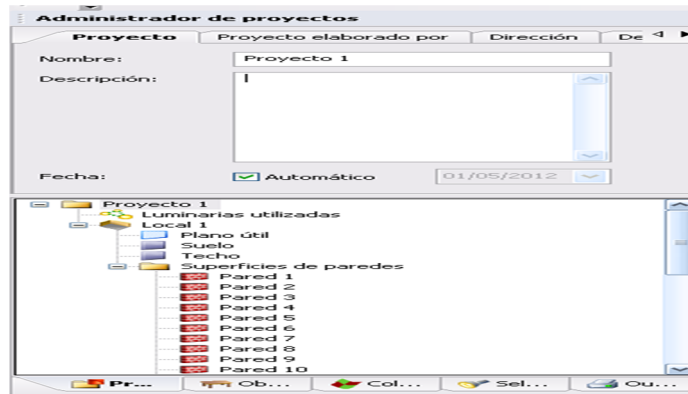 Administrador de proyectos
Proyecto Proyecto elaborado por Dirección De
Nombre: Proyecto 1
Descripción:
Fecha: Automático 01/05/2012
Proyecto 1
Luminarias utilizadas
Local 1
Plano útil
Suelo
Techo
Superficies de paredes
Pared 1
Pared 2
Pared 3
Pared 4
Pared 5
Pared 6
Pared 7
Pared 8
Pared 9
Pared 10
Pr... Ob... Col... Sel... Ou...